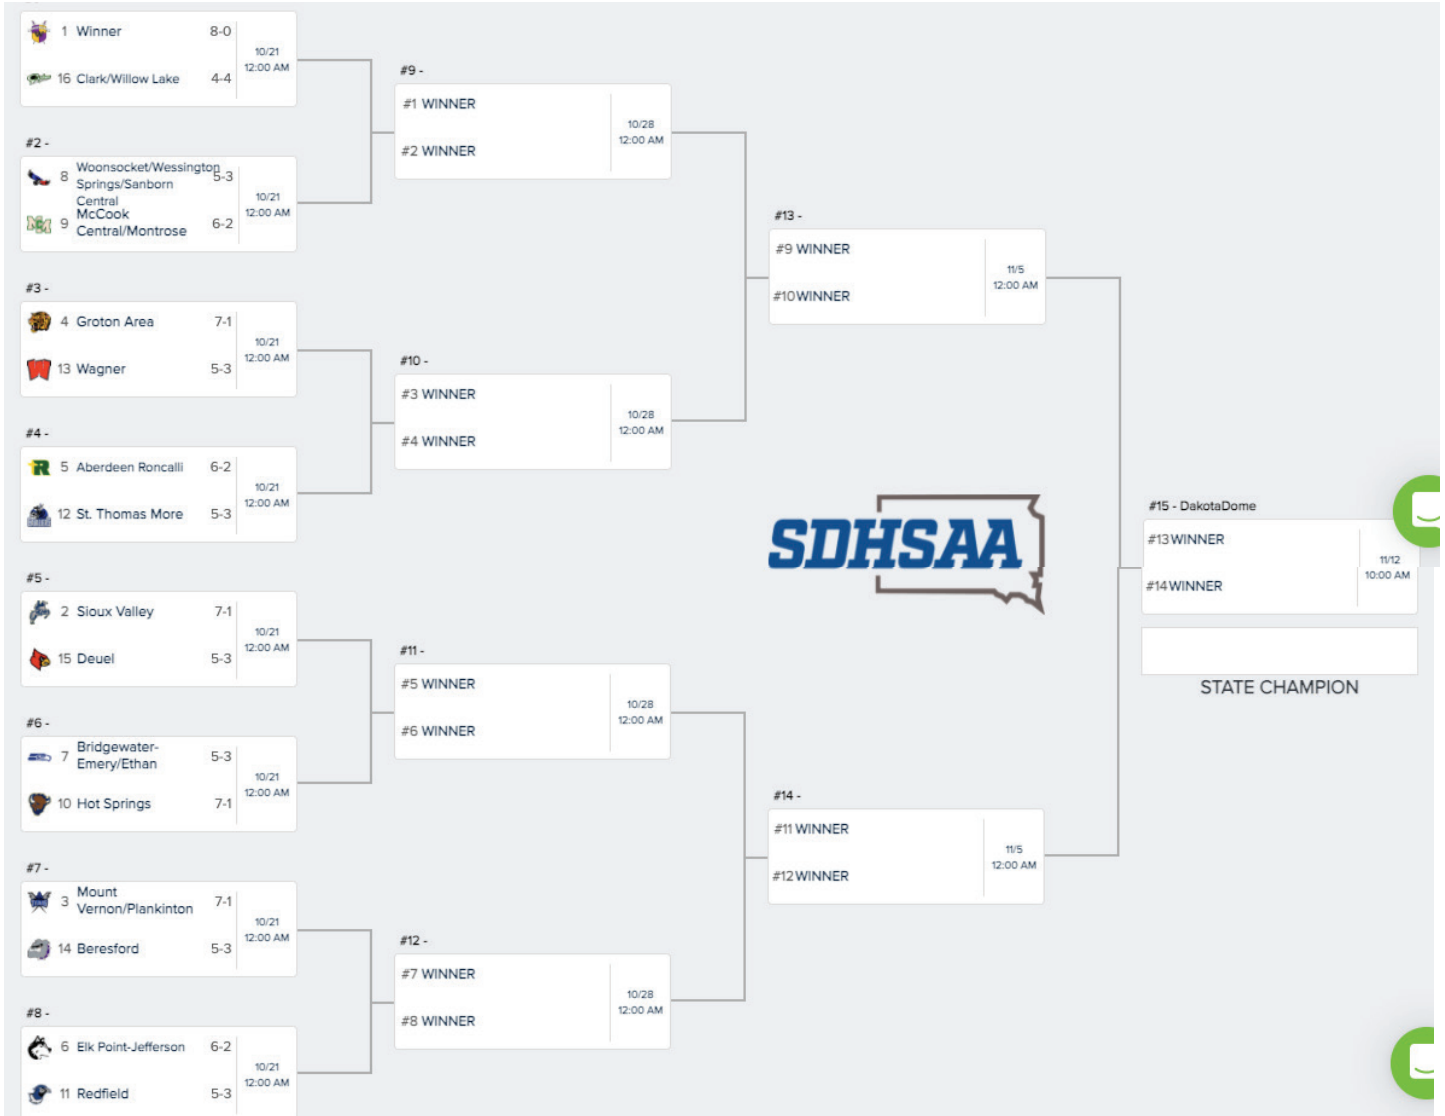 1 Winner 8-0
10/21
12:00 AM
16 Clark/Willow Lake 4-4
#2 -
8 Woonsocket/Wessington
Springs/Sanborn
Central
5-3
10/21
12:00 AM
9 McCook
Central/Montrose
6-2
#3 -
4 Groton Area 7-1
10/21
12:00 AM
13 Wagner 5-3
#4 -
5 Aberdeen Roncalli 6-2
10/21
12:00 AM
12 St. Thomas More 5-3
#5 -
2 Sioux Valley 7-1
10/21
12:00 AM
15 Deuel 5-3
#6 -
7 Bridgewater-
Emery/Ethan
5-3
10/21
12:00 AM
10 Hot Springs 7-1
#7 -
3 Mount
Vernon/Plankinton
7-1
10/21
12:00 AM
14 Beresford 5-3
#8 -
6 Elk Point-Jefferson 6-2
10/21
12:00 AM
11 Redfield 5-3
#9 -
#1 WINNER
10/28
12:00 AM
#2 WINNER
#10 -
#3 WINNER
10/28
12:00 AM
#4 WINNER
#11 -
#5 WINNER
10/28
12:00 AM
#6 WINNER
#12 -
#7 WINNER
10/28
12:00 AM
#8 WINNER
#13 -
#9 WINNER
11/5
12:00 AM
#10WINNER
SDHSAA
#14 -
#11 WINNER
11/5
12:00 AM
#12WINNER
#15 - DakotaDome
#13WINNER
11/12
10:00 AM
#14WINNER
STATE CHAMPION